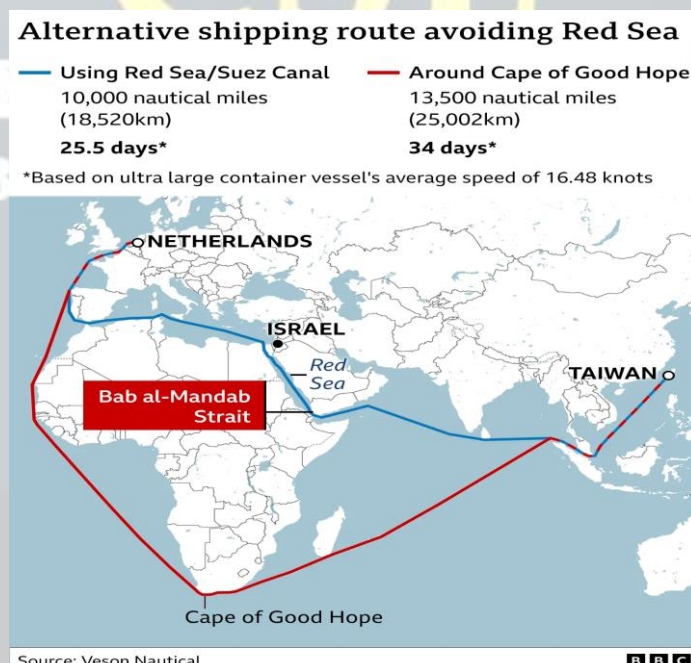 Alternative shipping route avoiding Red Sea
Using Red Sea/Suez Canal
10,000 nautical miles
(18,520km)
25.5 days*
Around Cape of Good Hope
13,500 nautical miles
(25,002km)
34 days*
*Based on ultra large container vessel's average speed of 16.48 knots
NETHERLANDS
ISRAEL
Red
Sea
TAIWAN
Bab al-Mandab
Strait
Cape of Good Hope
Source: Veson Nautical
BBC